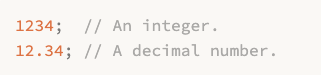 1234;  // An integer.
12.34; // A decimal number.